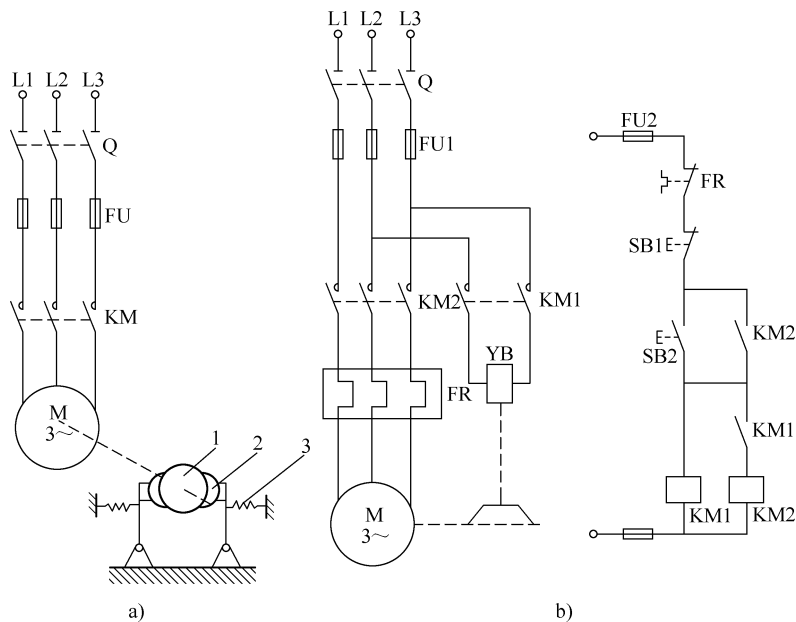 L1 L2 L3
Q
FU
KM
M
3~
1
2
3
a)
L1 L2 L3
Q
FU1
KM2
KM1
YB
FR
M
3~
FU2
FR
SB1
SB2
KM2
KM1
KM1
KM2
b)